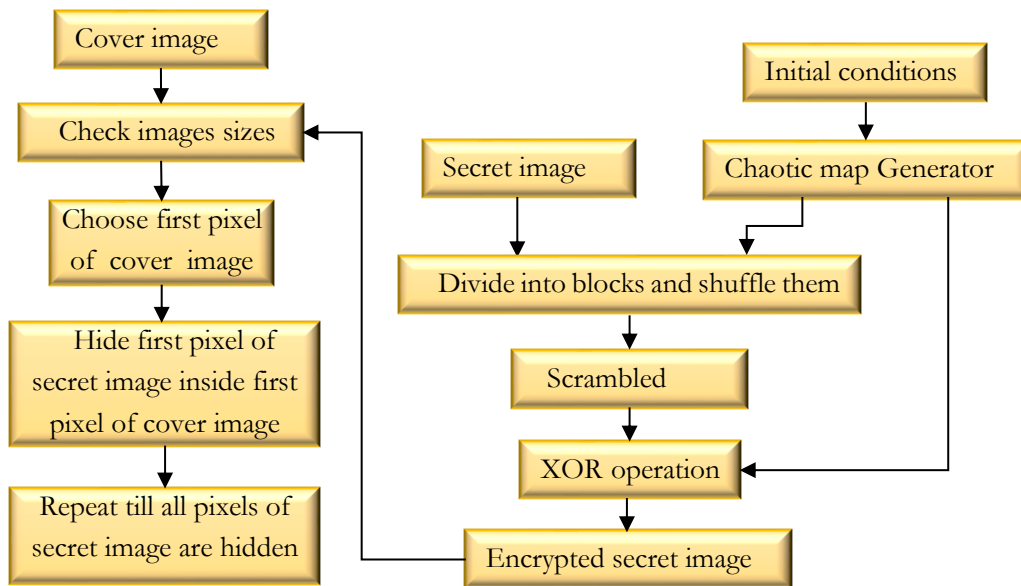 Cover image
Check images sizes
Choose first pixel
of cover image
Hide first pixel of
secret image inside first
pixel of cover image
Repeat till all pixels of
secret image are hidden
Initial conditions
Chaotic map Generator
Secret image
Divide into blocks and shuffle them
Scrambled
XOR operation
Encrypted secret image